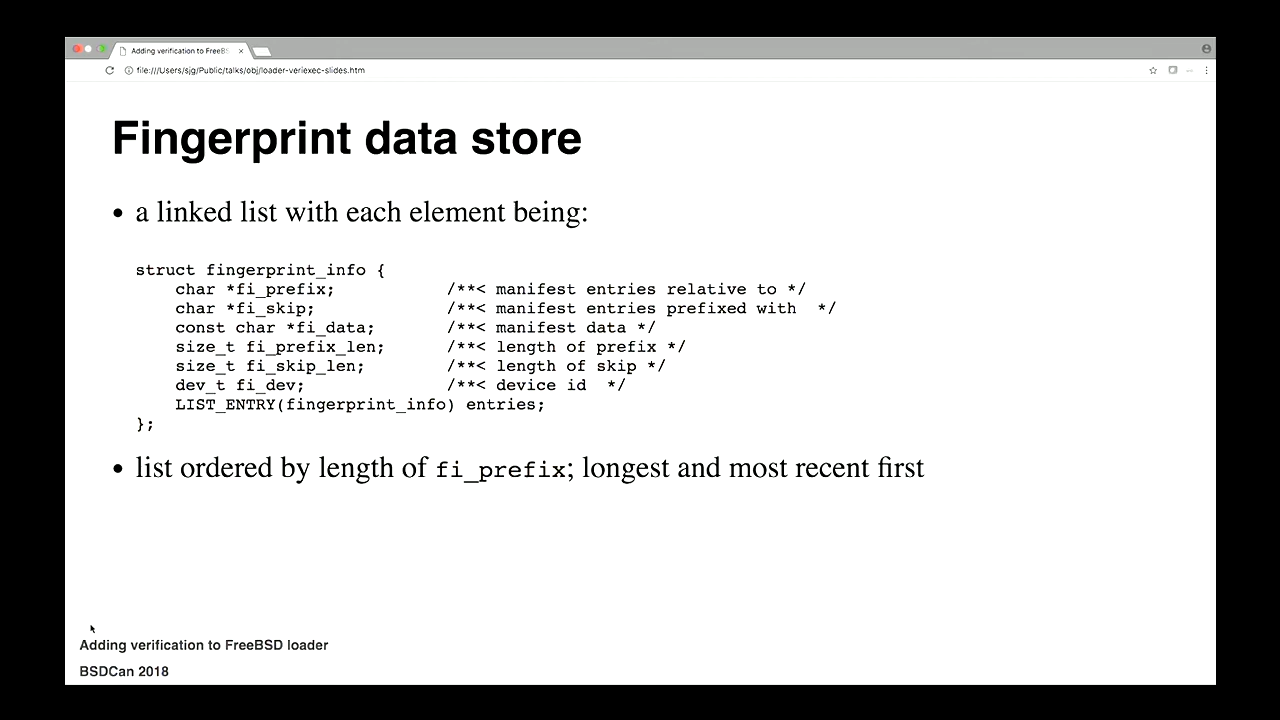 Adding verification to FreeBS
file:///Users/sjg/Public/talks/obj/loader-veriexec-slides.htm
Fingerprint data store
• a linked list with each element being:
struct fingerprint_info {
    char *fi_prefix;           /**< manifest entries relative to */
    char *fi_skip;             /**< manifest entries prefixed with  */
    const char *fi_data;       /**< manifest data */
    size_t fi_prefix_len;      /**< length of prefix */
    size_t fi_skip_len;        /**< length of skip */
    dev_t fi_dev;              /**< device id  */
    LIST_ENTRY(fingerprint_info) entries;
};
• list ordered by length of fi_prefix; longest and most recent first
Adding verification to FreeBSD loader
BSDCan 2018